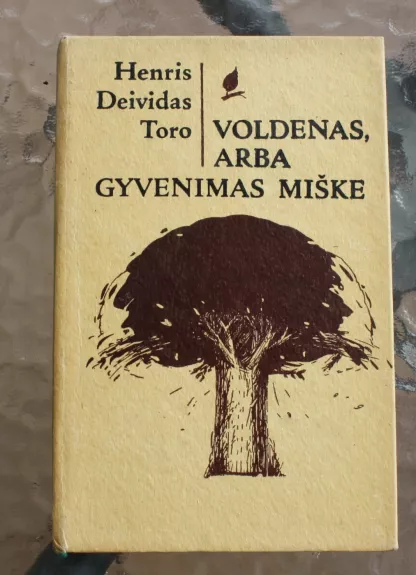 Henris
Deividas
Toro
VOLDENAS,
ARBA
GYVENIMAS MIŠKE